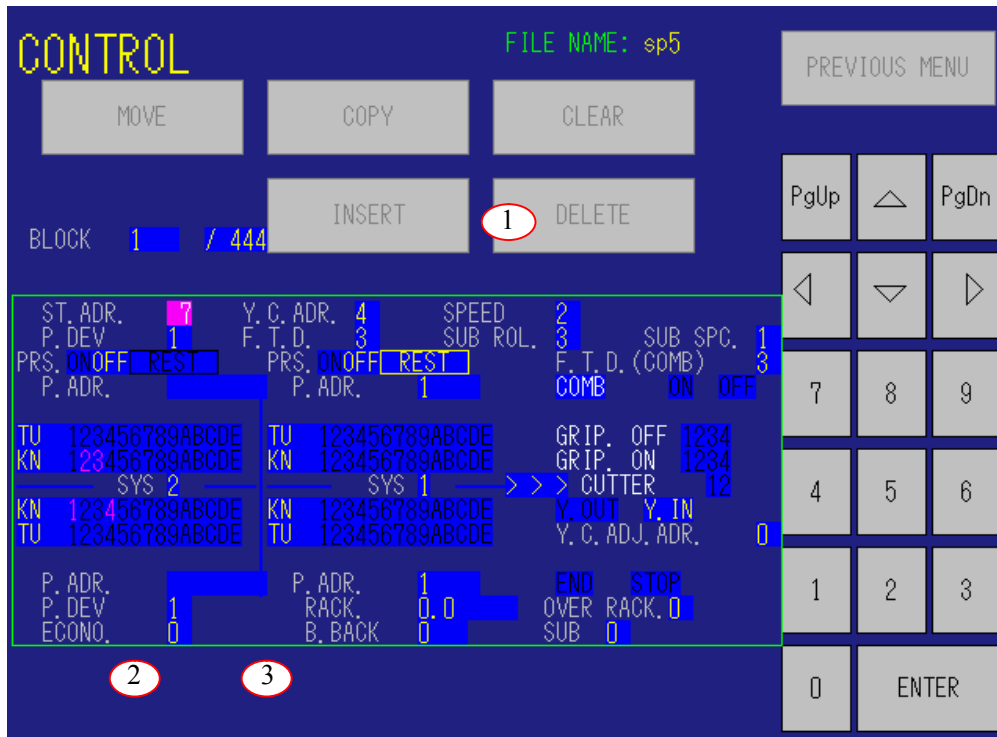 CONTROL
FILE NAME: sp5
PREVIOUS MENU
MOVE COPY CLEAR
INSERT DELETE
1
PgUp PgDn
BLOCK 1 / 444
ST. ADR. 7 Y. C. ADR. 4 SPEED 2
P. DEV 1 F. T. D. 3 SUB ROL. 3 SUB SPC. 1
PRS. ONOFF REST PRS. ONOFF REST F. T. D. (COMB) 3
P. ADR. P. ADR. 1 COMB ON OFF
7 8 9
TU 123456789ABCDE TU 123456789ABCDE GRIP. OFF 1234
KN 123456789ABCDE KN 123456789ABCDE GRIP. ON 1234
SYS 2 SYS 1 > > > CUTTER 12
4 5 6
KN 123456789ABCDE KN 123456789ABCDE Y. OUT Y. IN
TU 123456789ABCDE TU 123456789ABCDE Y. C. ADJ. ADR. 0
P. ADR. P. ADR. 1 END STOP
P. DEV 1 RACK. 0.0 OVER RACK. 0
ECONO. 0 B. BACK 0 SUB 0
1 2 3
2 3
0 ENTER